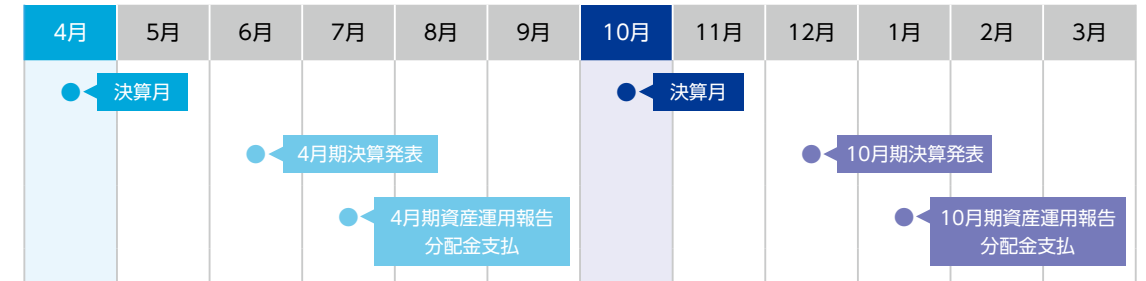 4月 5月 6月 7月 8月 9月 10月 11月 12月 1月 2月 3月
決算月 決算月
4月期決算発表 10月期決算発表
4月期資産運用報告
分配金支払
10月期資産運用報告
分配金支払